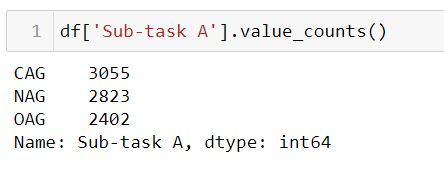 1 df['Sub-task A'].value_counts()
CAG 3055
NAG 2823
OAG 2402
Name: Sub-task A, dtype: int64